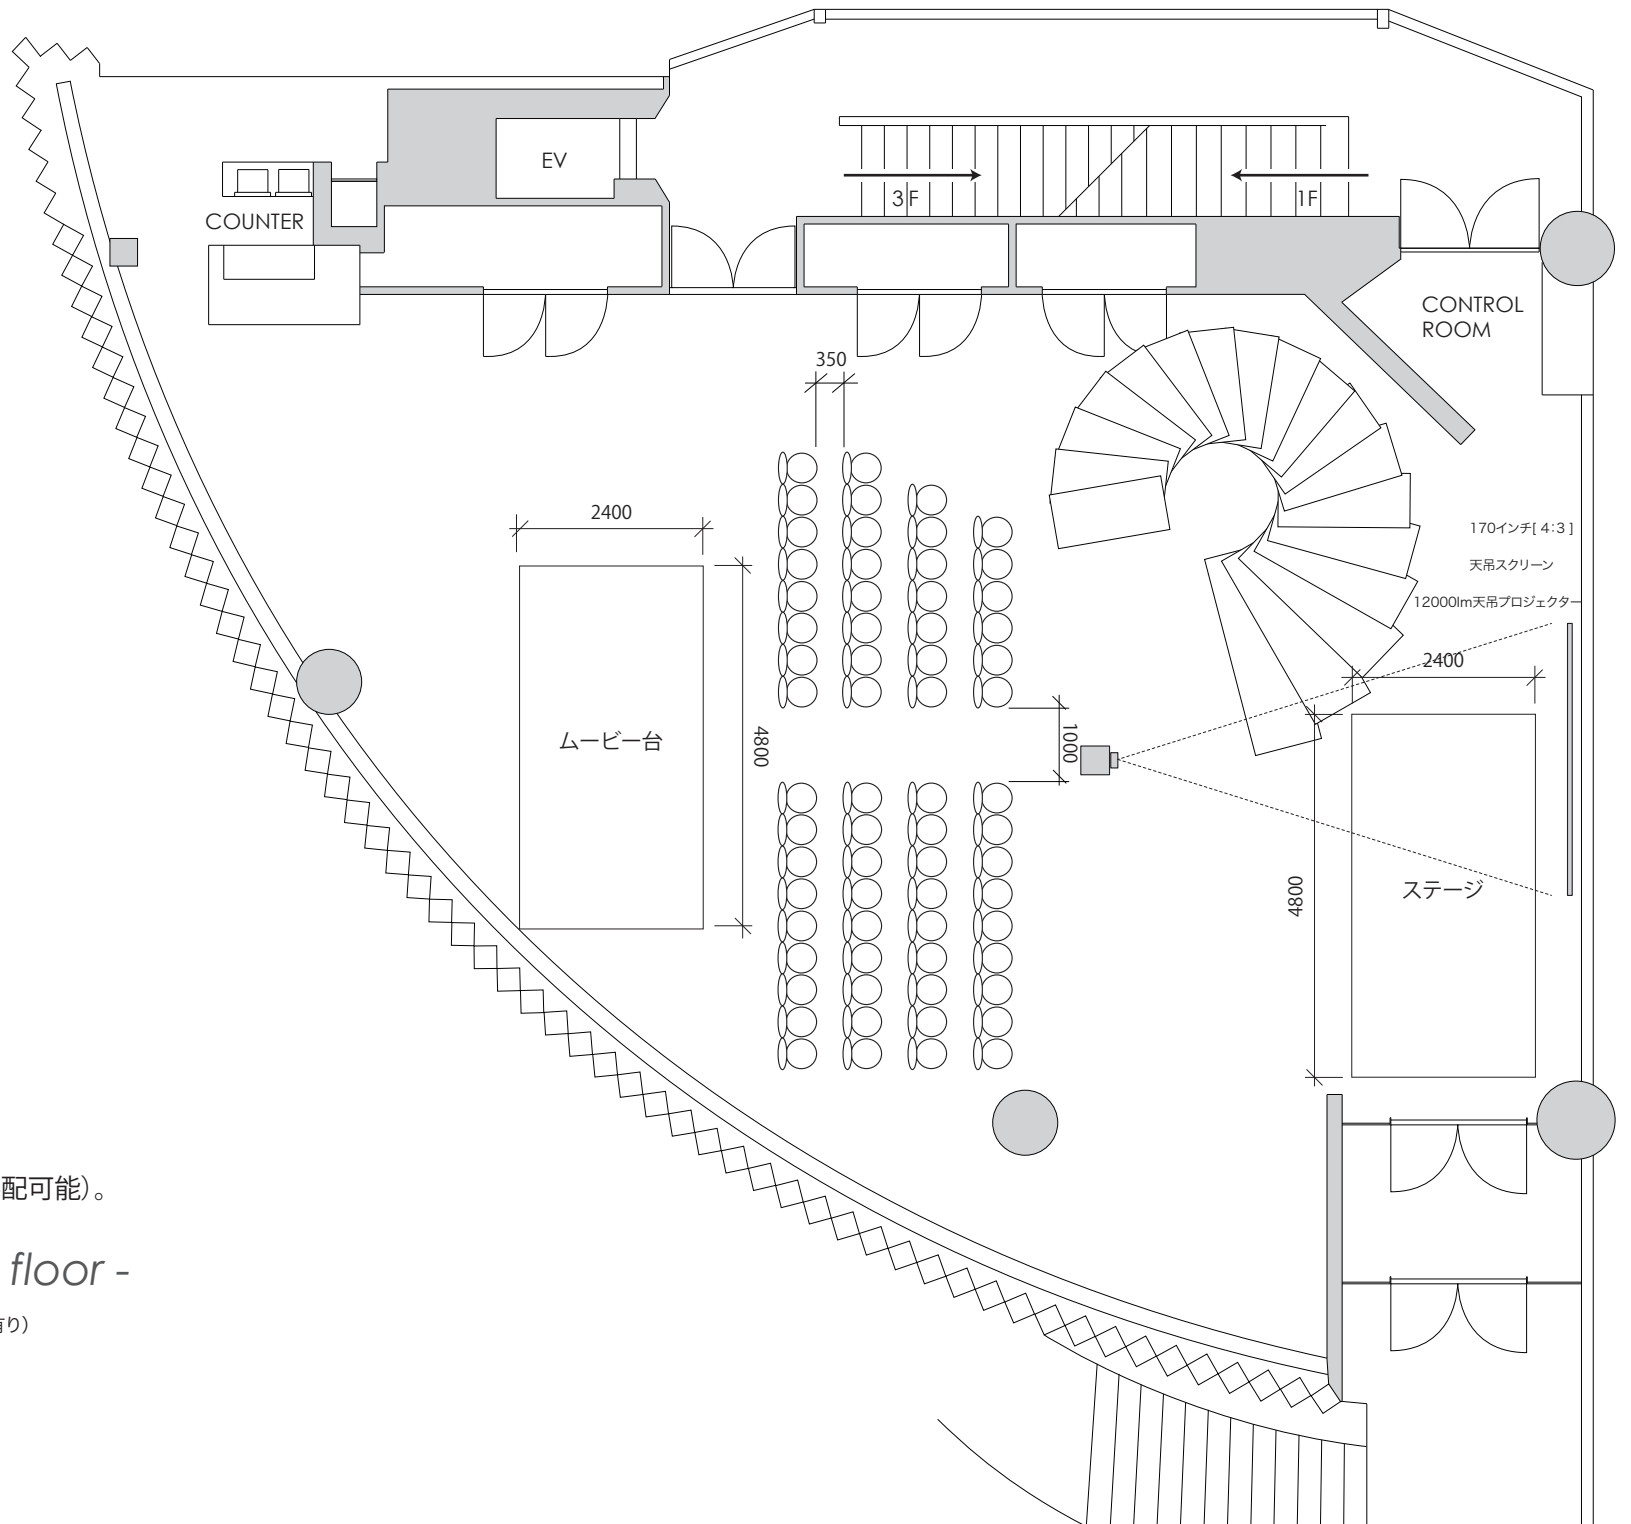 EV
3F
1F
COUNTER
CONTROL
ROOM
350
2400
170インチ[ 4:3 ]
天吊スクリーン
12000lm天吊プロジェクター
2400
ムービー台
4800
1000
4800
ステージ
配可能）。
floor -
有り）